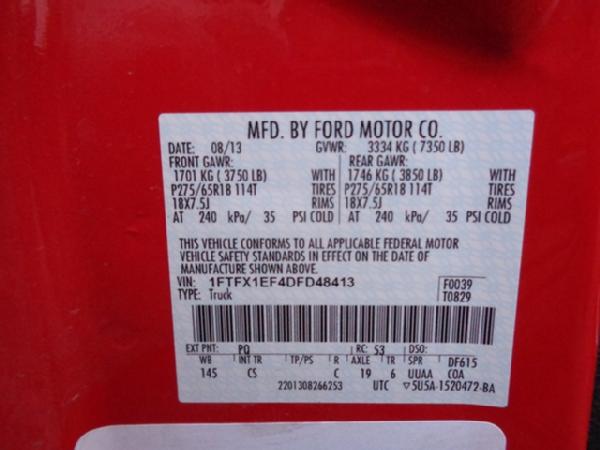 MFD. BY FORD MOTOR CO.
DATE: 08/13 GVWR: 3334 KG ( 7350 LB)
FRONT GAWR: REAR GAWR:
1701 KG ( 3750 LB) WITH 1746 KG ( 3850 LB) WITH
P275/65R18 114T TIRES P275/65R18 114T TIRES
18X7.5J RIMS 18X7.5J RIMS
AT 240 kPa/ 35 PSI COLD AT 240 kPa/ 35 PSI COLD
THIS VEHICLE CONFORMS TO ALL APPLICABLE FEDERAL MOTOR
VEHICLE SAFETY STANDARDS IN EFFECT ON THE DATE OF
MANUFACTURE SHOWN ABOVE.
VIN: 1FTFX1EF4DFD48413 F0039
TYPE: Truck T0829
EXT PNT: PQ RC: 53 DSO:
WB INT TR TP/PS R AXLE TR SPR DF615
145 CS C 19 6 UUAA COA
2201308266253 UTC ▽5U5A-1520472-BA